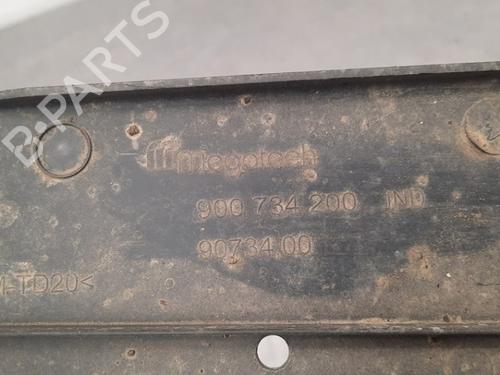 B-PARTS
megatech
900 734 200 IND
90734 00
M-TD20<